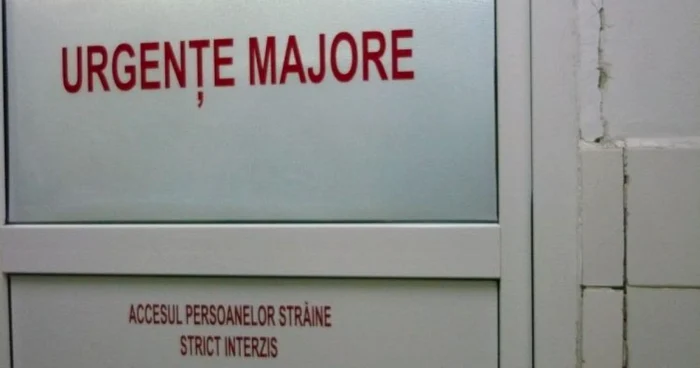 URGENȚE MAJORE
ACCESUL PERSOANELOR STRĂINE
STRICT INTERZIS